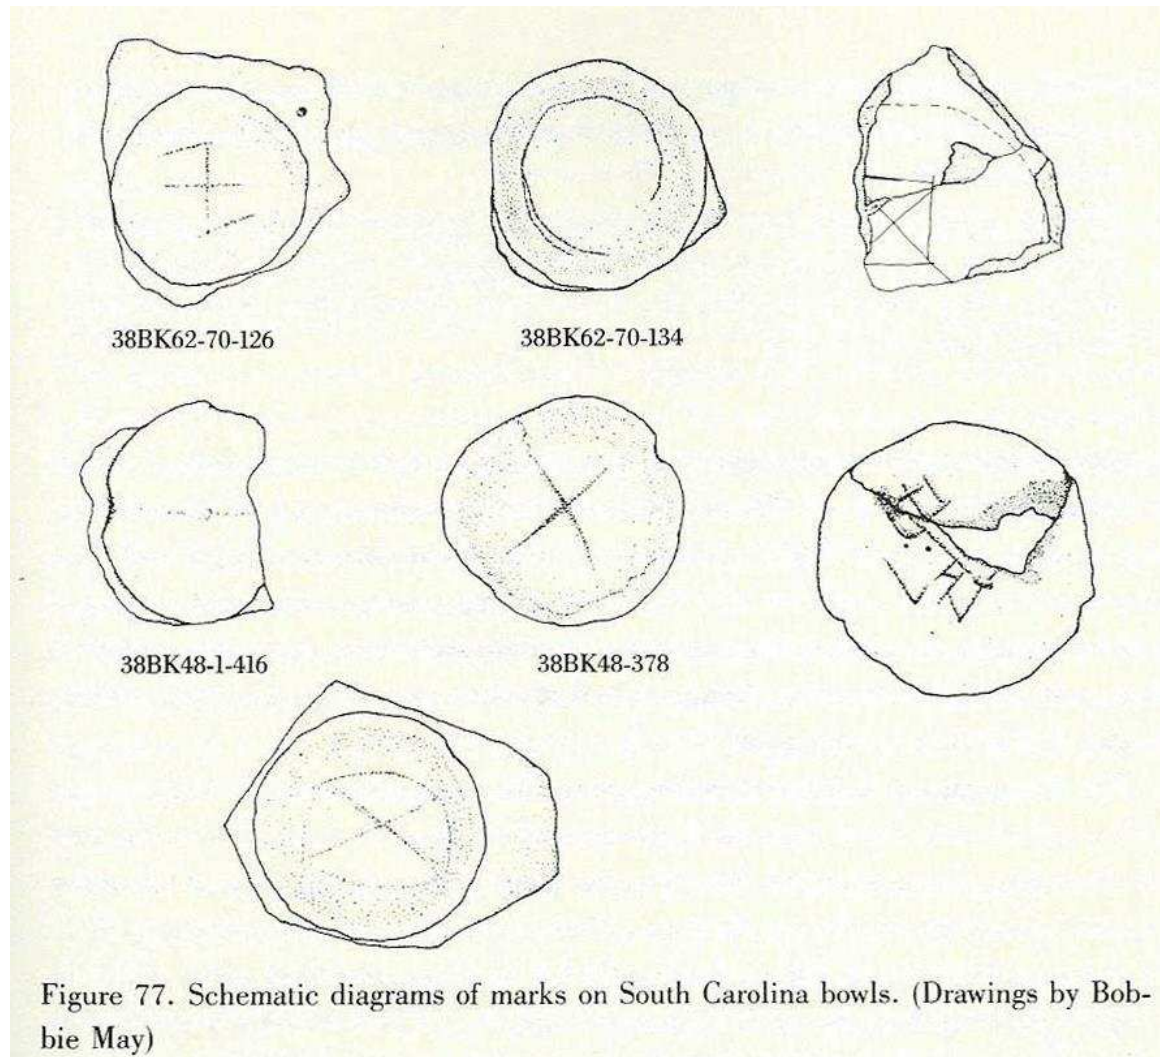 38BK62-70-126 38BK62-70-134
38BK48-1-416 38BK48-378
Figure 77. Schematic diagrams of marks on South Carolina bowls. (Drawings by Bob-
bie May)